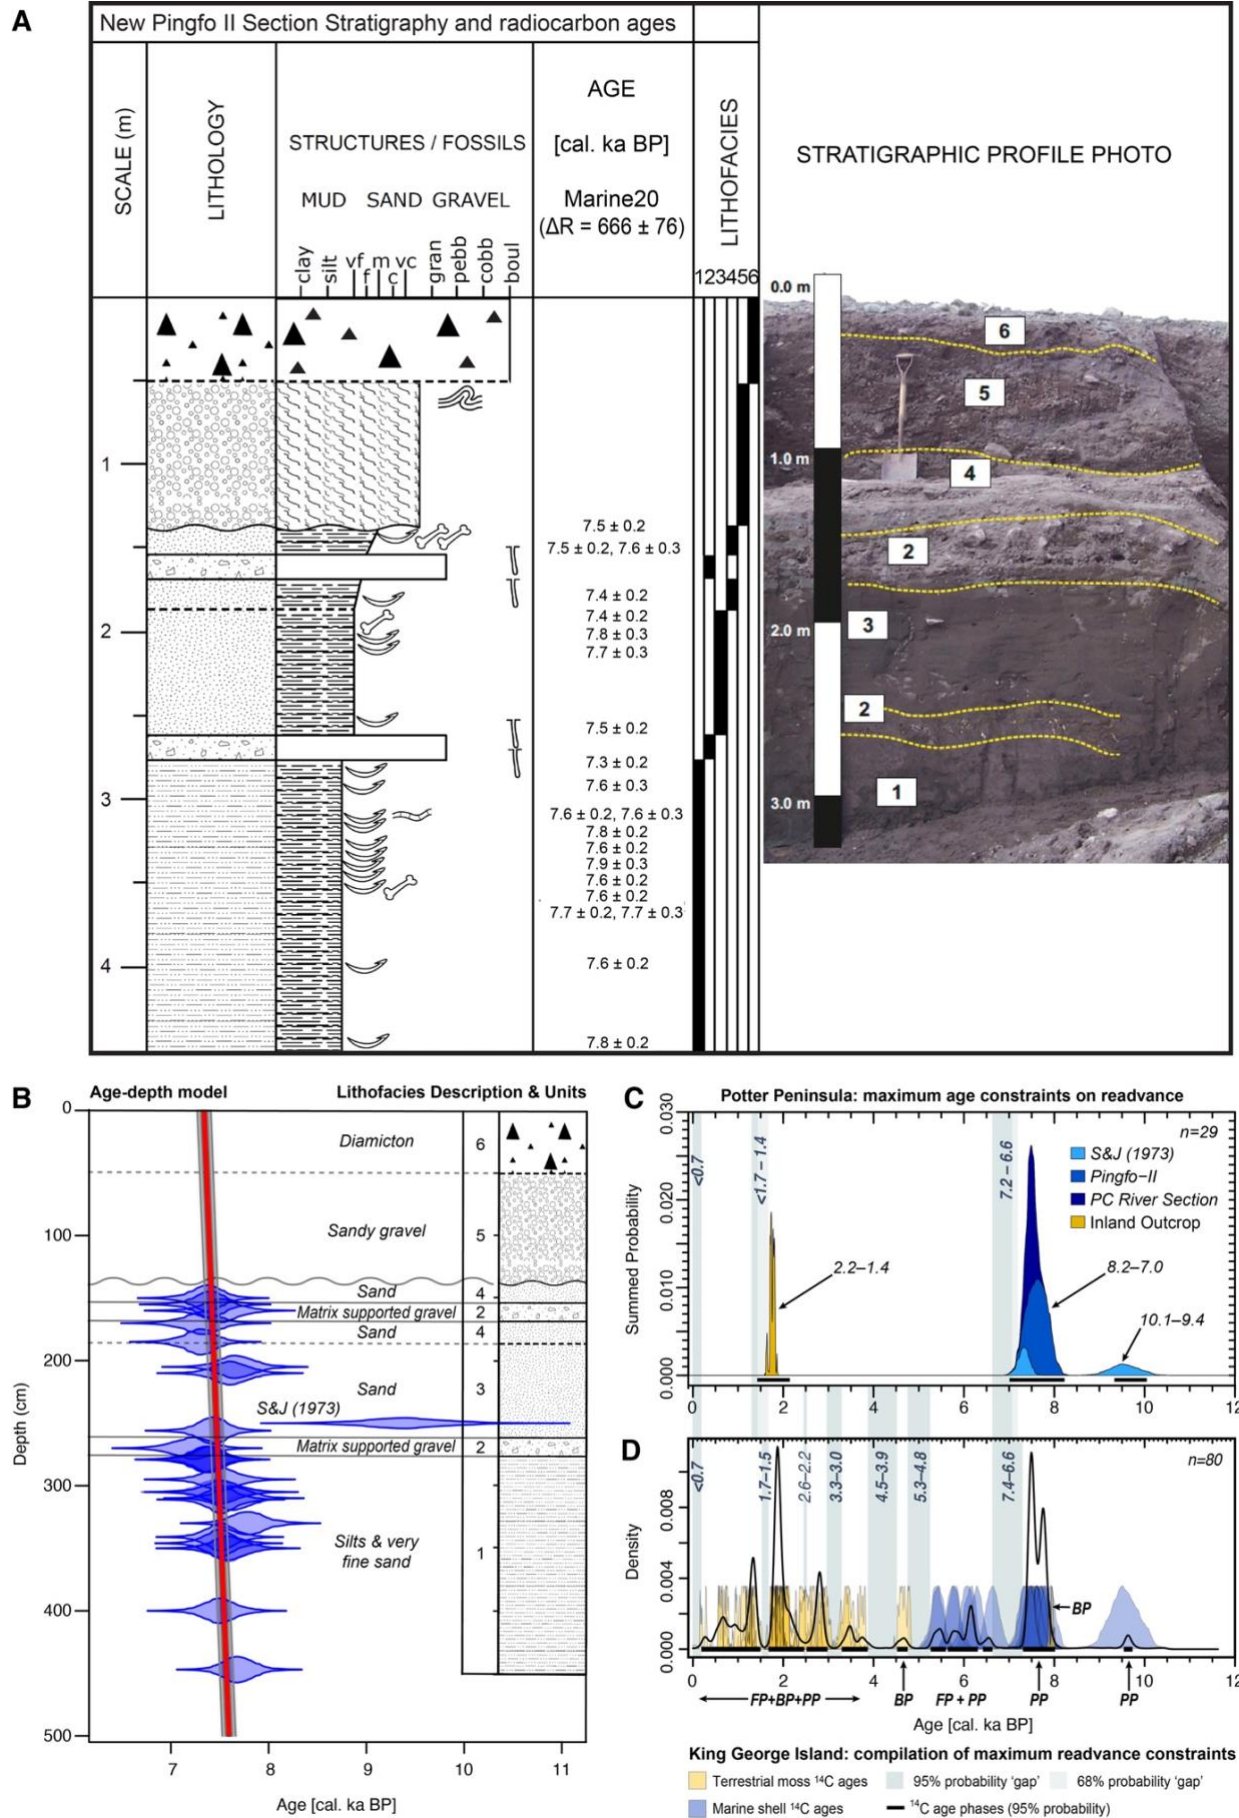 A
New Pingfo II Section Stratigraphy and radiocarbon ages
SCALE (m)
LITHOLOGY
STRUCTURES / FOSSILS
MUD SAND GRAVEL
clay
silt
vf
f
m
c
vc
gran
pebb
cobb
boul
AGE
[cal. ka BP]
Marine20
(ΔR = 666 ± 76)
LITHOFACIES
123456
STRATIGRAPHIC PROFILE PHOTO
1
2
3
4
7.5 ± 0.2
7.5 ± 0.2, 7.6 ± 0.3
7.4 ± 0.2
7.4 ± 0.2
7.8 ± 0.3
7.7 ± 0.3
7.5 ± 0.2
7.3 ± 0.2
7.6 ± 0.3
7.6 ± 0.2, 7.6 ± 0.3
7.8 ± 0.2
7.6 ± 0.2
7.9 ± 0.3
7.6 ± 0.2
7.6 ± 0.2
7.7 ± 0.2, 7.7 ± 0.3
7.6 ± 0.2
7.8 ± 0.2
0.0 m
1.0 m
2.0 m
3.0 m
6
5
4
2
3
2
1
B
Age-depth model
Lithofacies Description & Units
0
100
200
300
400
500
Depth (cm)
Diamicton
6
Sandy gravel
5
Sand
4
Matrix supported gravel
2
Sand
4
Sand
3
S&J (1973)
Matrix supported gravel
2
Silts & very
fine sand
1
7 8 9 10 11
Age [cal. ka BP]
C
Potter Peninsula: maximum age constraints on readvance
0.030
0.020
0.010
0.000
Summed Probability
<0.7
<1.7 – 1.4
7.2 – 6.6
n=29
S&J (1973)
Pingfo–II
PC River Section
Inland Outcrop
2.2–1.4
8.2–7.0
10.1–9.4
0 2 4 6 8 10 12
D
0.008
0.004
0.000
Density
<0.7
1.7–1.5
2.6–2.2
3.3–3.0
4.5–3.9
5.3–4.8
7.4–6.6
n=80
BP
0 2 4 6 8 10 12
FP+BP+PP
BP
FP + PP
PP
PP
Age [cal. ka BP]
King George Island: compilation of maximum readvance constraints
Terrestrial moss ¹⁴C ages
95% probability ‘gap’
68% probability ‘gap’
Marine shell ¹⁴C ages
¹⁴C age phases (95% probability)